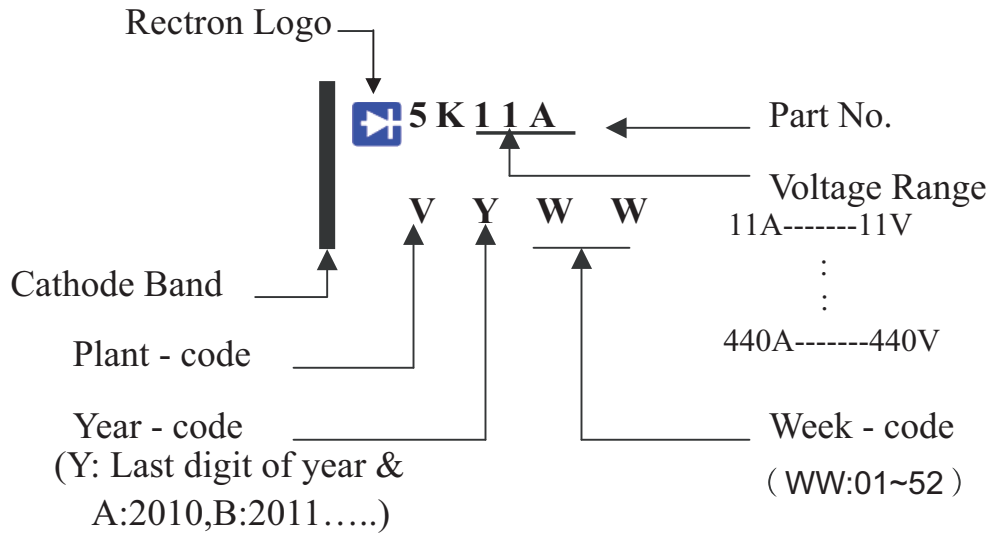 Rectron Logo
5 K 1 1 A
Part No.
Voltage Range
V Y W W
11A-------11V
:
:
Cathode Band
440A-------440V
Plant - code
Year - code
Week - code
(Y: Last digit of year &
（WW:01~52）
A:2010,B:2011…..)